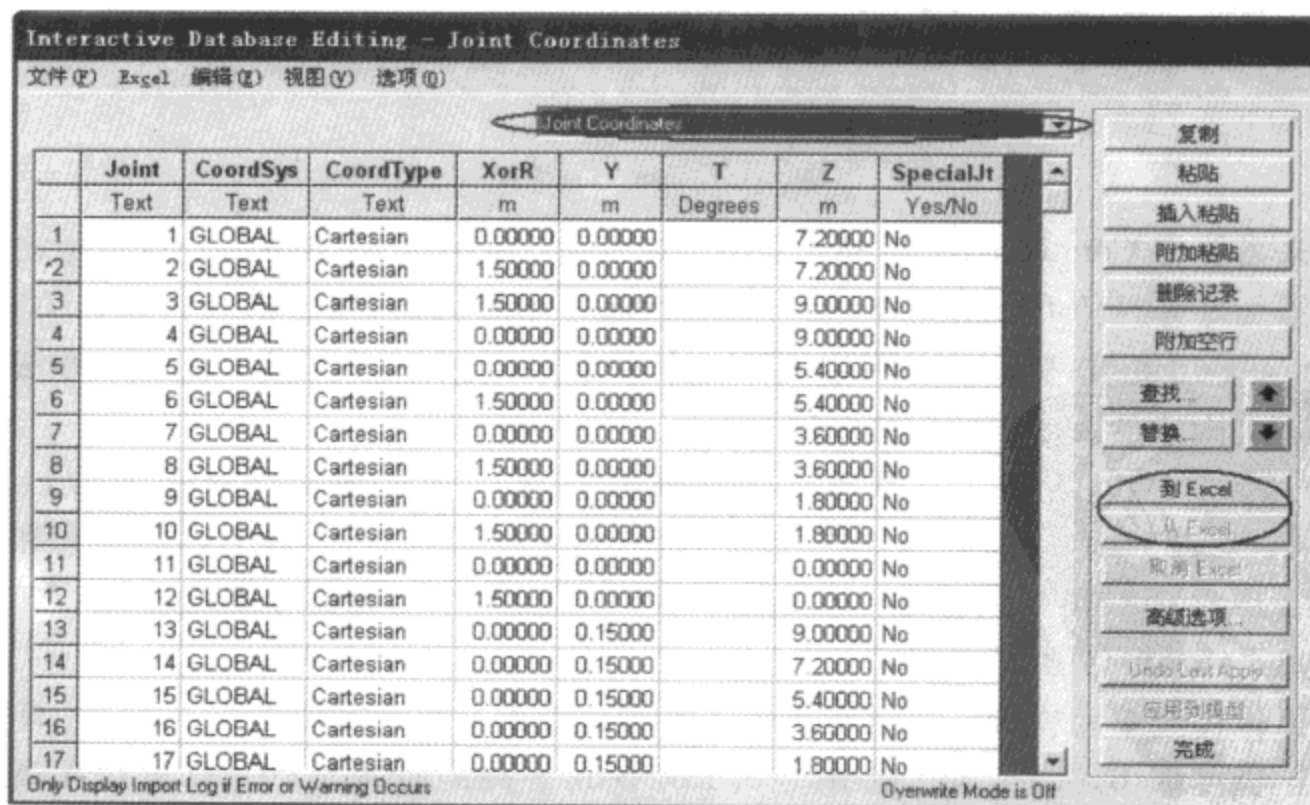 Interactive Database Editing - Joint Coordinates
文件(F) Excel 编辑(E) 视图(V) 选项(O)
Joint Coordinates
Joint CoordSys CoordType XorR Y T Z SpecialJt
Text Text Text m m Degrees m Yes/No
1 1 GLOBAL Cartesian 0.00000 0.00000 7.20000 No
2 2 GLOBAL Cartesian 1.50000 0.00000 7.20000 No
3 3 GLOBAL Cartesian 1.50000 0.00000 9.00000 No
4 4 GLOBAL Cartesian 0.00000 0.00000 9.00000 No
5 5 GLOBAL Cartesian 0.00000 0.00000 5.40000 No
6 6 GLOBAL Cartesian 1.50000 0.00000 5.40000 No
7 7 GLOBAL Cartesian 0.00000 0.00000 3.60000 No
8 8 GLOBAL Cartesian 1.50000 0.00000 3.60000 No
9 9 GLOBAL Cartesian 0.00000 0.00000 1.80000 No
10 10 GLOBAL Cartesian 1.50000 0.00000 1.80000 No
11 11 GLOBAL Cartesian 0.00000 0.00000 0.00000 No
12 12 GLOBAL Cartesian 1.50000 0.00000 0.00000 No
13 13 GLOBAL Cartesian 0.00000 0.15000 9.00000 No
14 14 GLOBAL Cartesian 0.00000 0.15000 7.20000 No
15 15 GLOBAL Cartesian 0.00000 0.15000 5.40000 No
16 16 GLOBAL Cartesian 0.00000 0.15000 3.60000 No
17 17 GLOBAL Cartesian 0.00000 0.15000 1.80000 No
Only Display Import Log if Error or Warning Occurs
Overwrite Mode is Off
复制
粘贴
插入粘贴
附加粘贴
删除记录
附加空行
查找...
替换...
到 Excel
从 Excel
取消 Excel
高级选项...
Undo Last Apply
应用到模型
完成